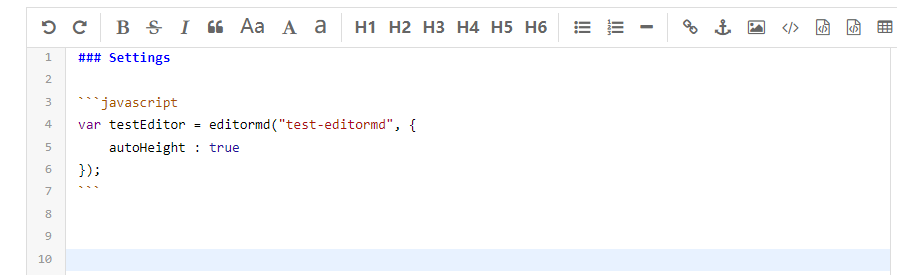 B S I Aa A a H1 H2 H3 H4 H5 H6 </>
1 ### Settings
2
3 ```javascript
4 var testEditor = editormd("test-editormd", {
5     autoHeight : true
6 });
7 ```
8
9
10